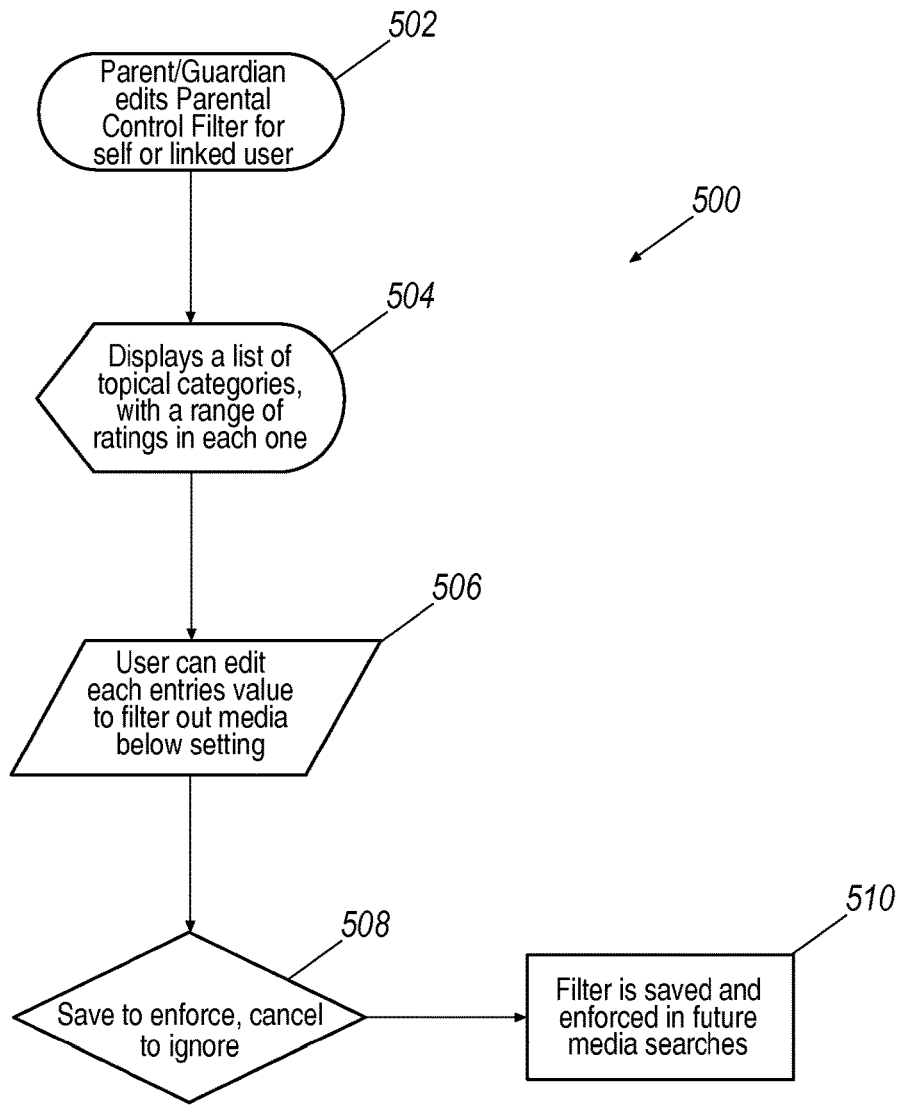 502
Parent/Guardian
edits Parental
Control Filter for
self or linked user
500
504
Displays a list of
topical categories,
with a range of
ratings in each one
506
User can edit
each entries value
to filter out media
below setting
508
Save to enforce, cancel
to ignore
510
Filter is saved and
enforced in future
media searches